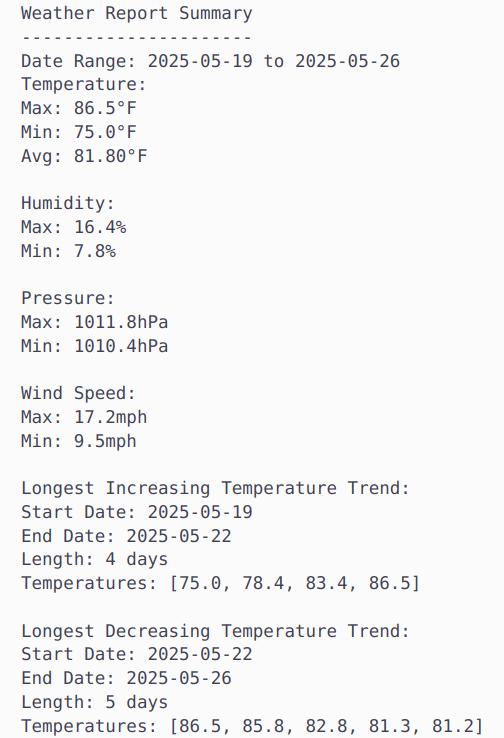 Weather Report Summary
----------------------
Date Range: 2025-05-19 to 2025-05-26
Temperature:
Max: 86.5°F
Min: 75.0°F
Avg: 81.80°F

Humidity:
Max: 16.4%
Min: 7.8%

Pressure:
Max: 1011.8hPa
Min: 1010.4hPa

Wind Speed:
Max: 17.2mph
Min: 9.5mph

Longest Increasing Temperature Trend:
Start Date: 2025-05-19
End Date: 2025-05-22
Length: 4 days
Temperatures: [75.0, 78.4, 83.4, 86.5]

Longest Decreasing Temperature Trend:
Start Date: 2025-05-22
End Date: 2025-05-26
Length: 5 days
Temperatures: [86.5, 85.8, 82.8, 81.3, 81.2]